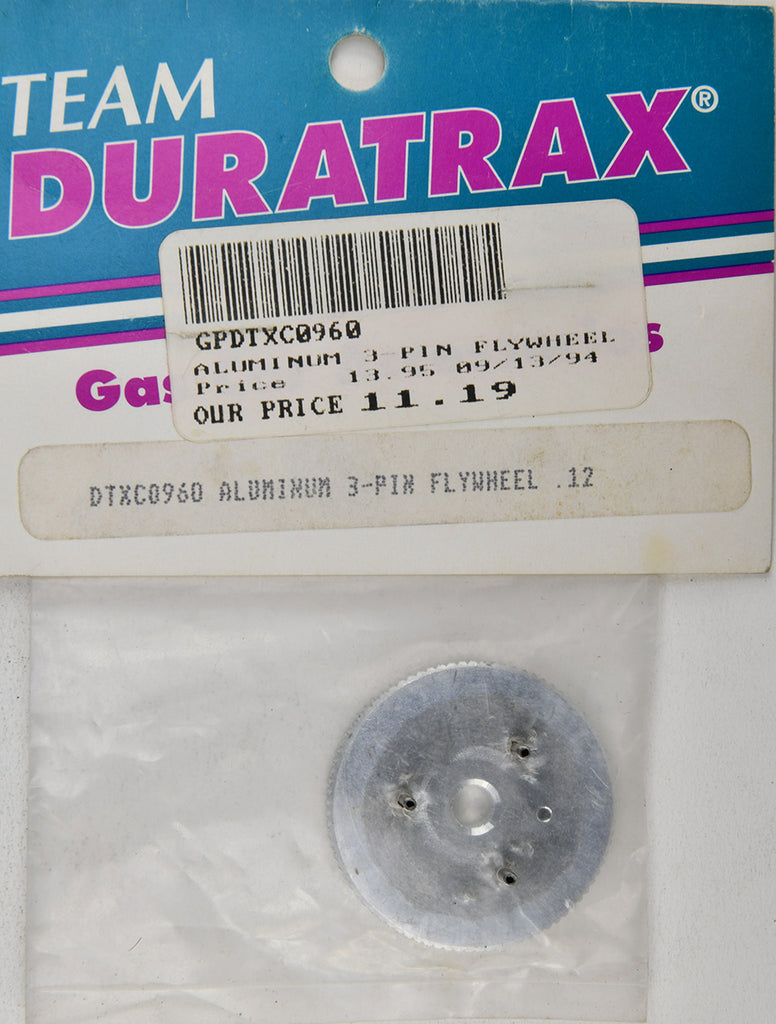 TEAM
DURATRAX®
GPDTXC0960
ALUMINUM 3-PIN FLYWHEEL
Price 13.95 09/13/94
OUR PRICE 11.19
Gas s
DTXC0960 ALUMINUM 3-PIN FLYWHEEL .12